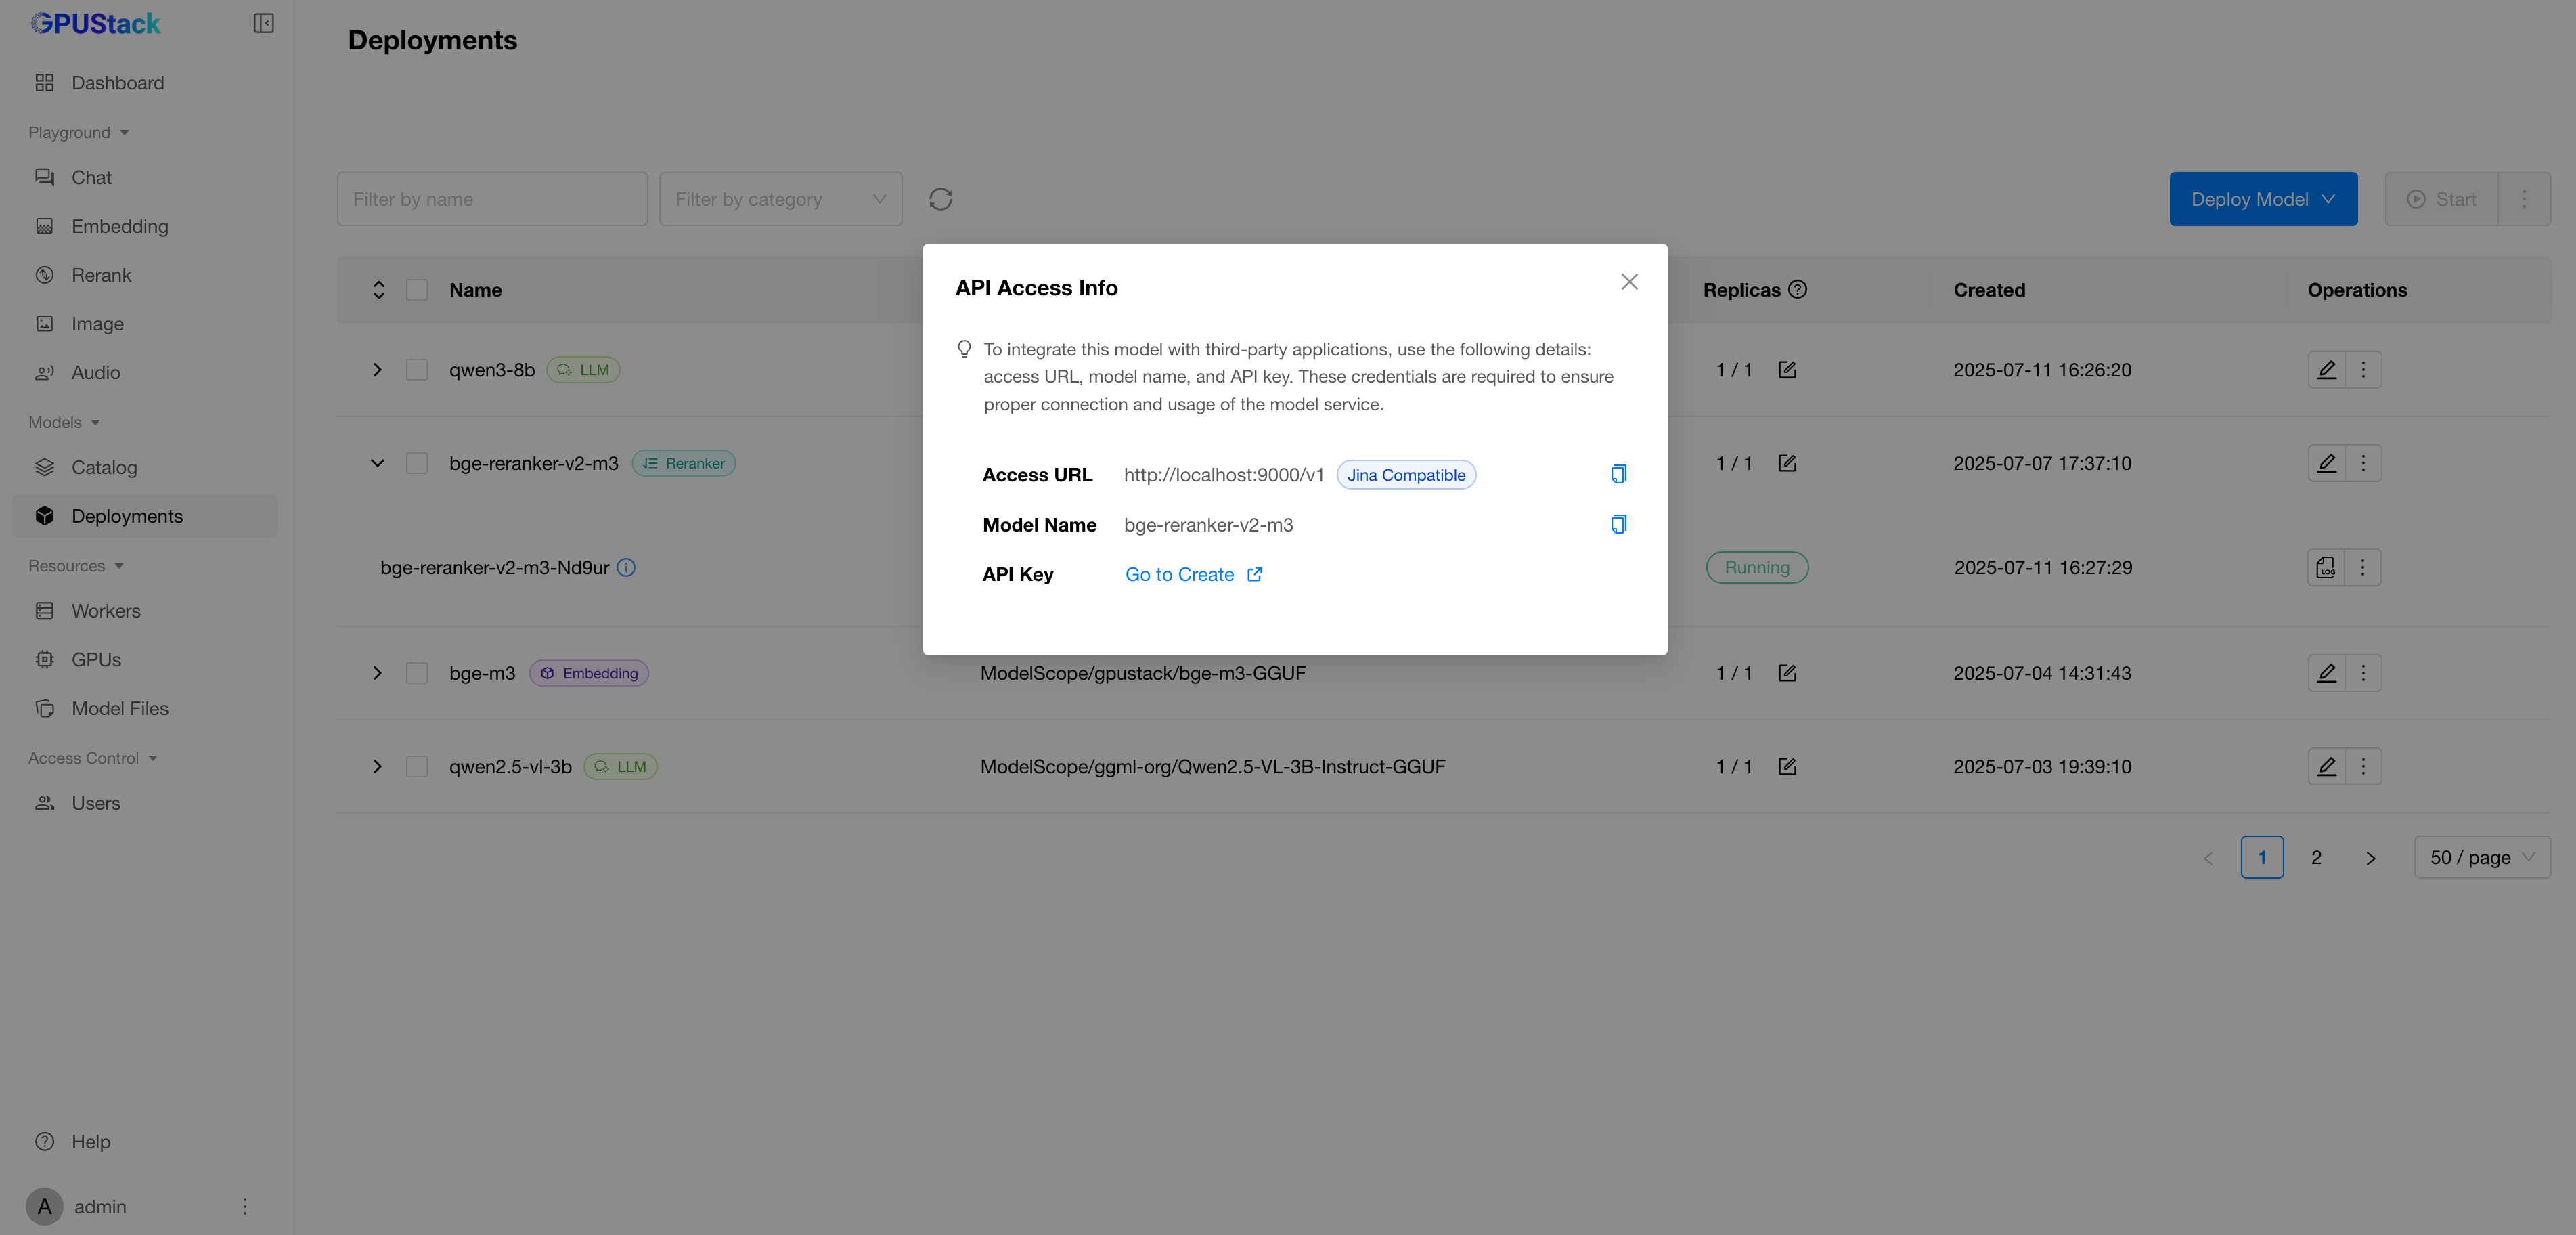 GPUStack
Deployments
Dashboard
Playground
Chat
Embedding
Rerank
Image
Audio
Models
Catalog
Deployments
Resources
Workers
GPUs
Model Files
Access Control
Users
Help
A admin
Filter by name Filter by category Deploy Model Start
Name Replicas Created Operations
qwen3-8b LLM 1 / 1 2025-07-11 16:26:20
bge-reranker-v2-m3 Reranker 1 / 1 2025-07-07 17:37:10
bge-reranker-v2-m3-Nd9ur Running 2025-07-11 16:27:29 LOG
bge-m3 Embedding ModelScope/gpustack/bge-m3-GGUF 1 / 1 2025-07-04 14:31:43
qwen2.5-vl-3b LLM ModelScope/ggml-org/Qwen2.5-VL-3B-Instruct-GGUF 1 / 1 2025-07-03 19:39:10
1 2 50 / page
API Access Info
To integrate this model with third-party applications, use the following details:
access URL, model name, and API key. These credentials are required to ensure
proper connection and usage of the model service.
Access URL http://localhost:9000/v1 Jina Compatible
Model Name bge-reranker-v2-m3
API Key Go to Create